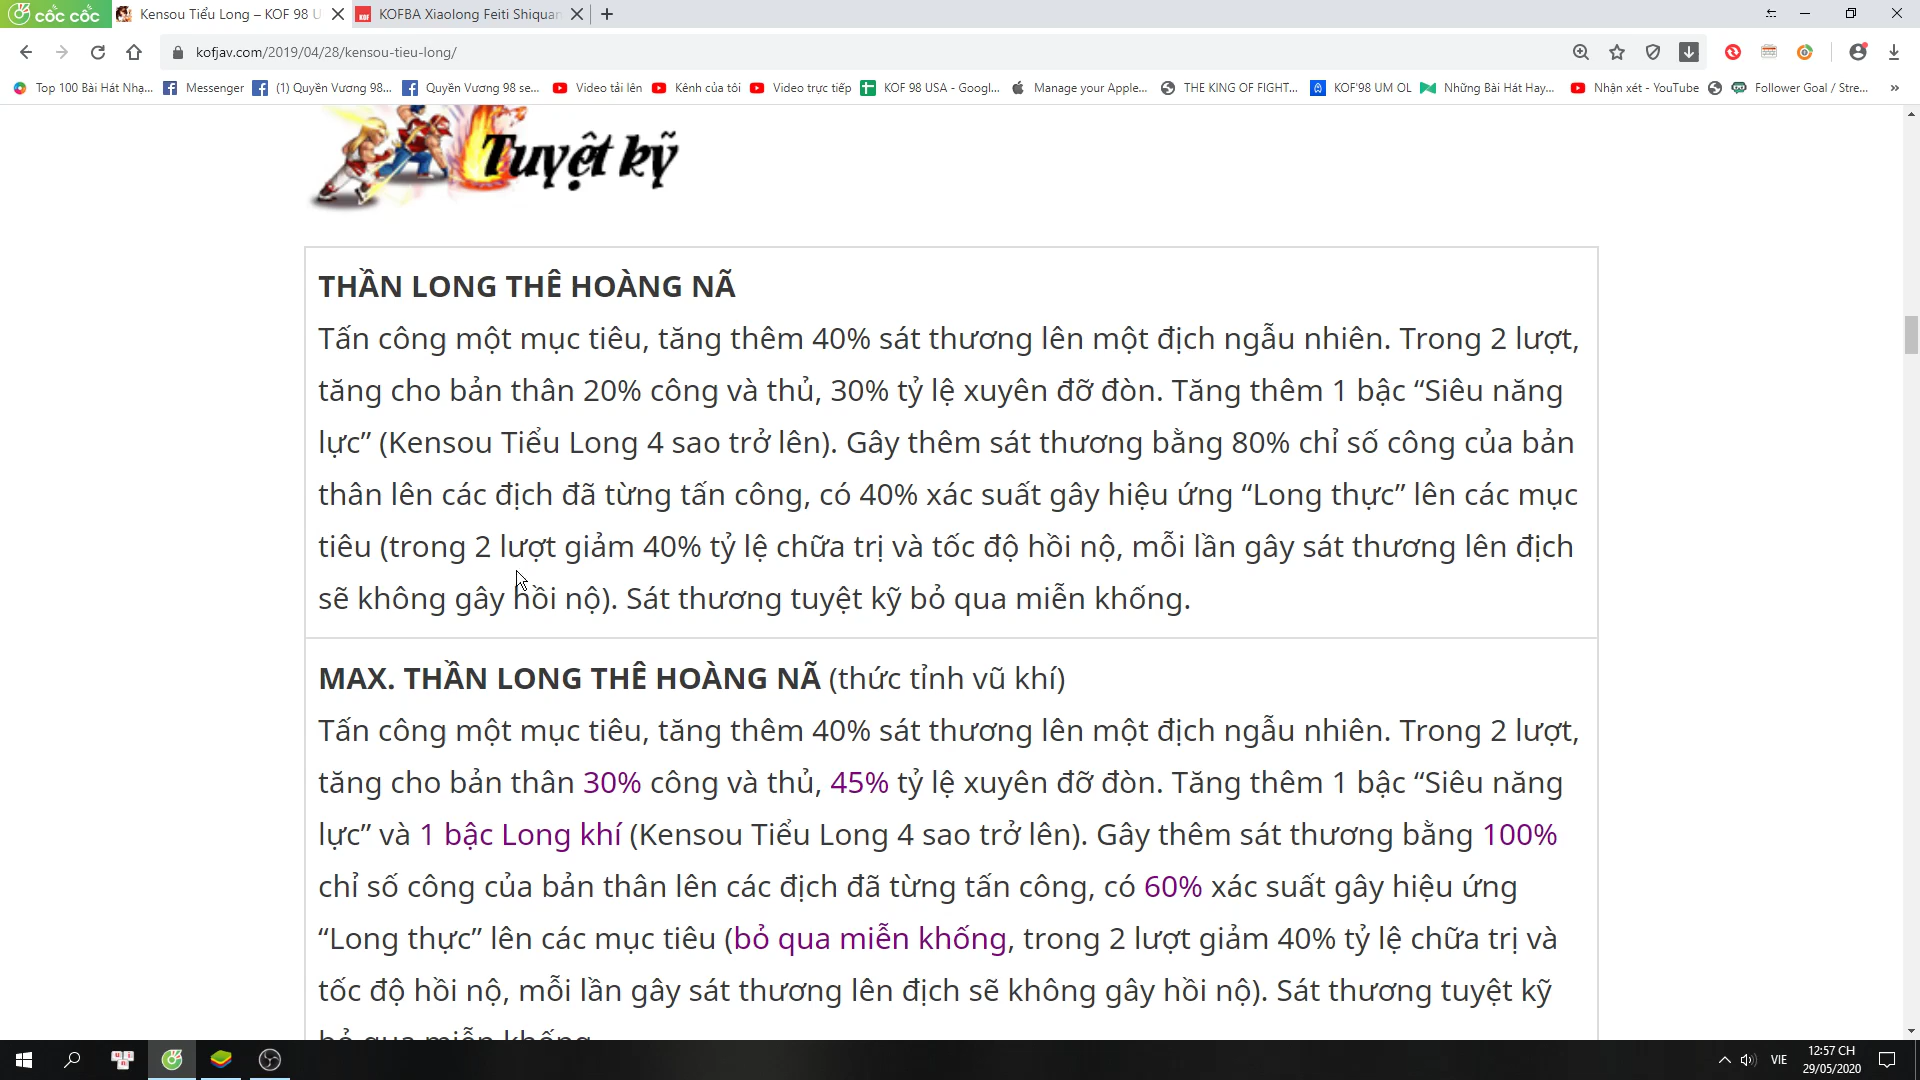 cốc cốc
Kensou Tiểu Long – KOF 98 U
KOFBA Xiaolong Feiti Shiquan
kofjav.com/2019/04/28/kensou-tieu-long/
Top 100 Bài Hát Nhạ...
Messenger
(1) Quyền Vương 98...
Quyền Vương 98 se...
Video tải lên
Kênh của tôi
Video trực tiếp
KOF 98 USA - Googl...
Manage your Apple...
THE KING OF FIGHT...
KOF'98 UM OL
Những Bài Hát Hay...
Nhận xét - YouTube
Follower Goal / Stre...
Tuyệt kỹ
THẦN LONG THÊ HOÀNG NÃ
Tấn công một mục tiêu, tăng thêm 40% sát thương lên một địch ngẫu nhiên. Trong 2 lượt,
tăng cho bản thân 20% công và thủ, 30% tỷ lệ xuyên đỡ đòn. Tăng thêm 1 bậc “Siêu năng
lực” (Kensou Tiểu Long 4 sao trở lên). Gây thêm sát thương bằng 80% chỉ số công của bản
thân lên các địch đã từng tấn công, có 40% xác suất gây hiệu ứng “Long thực” lên các mục
tiêu (trong 2 lượt giảm 40% tỷ lệ chữa trị và tốc độ hồi nộ, mỗi lần gây sát thương lên địch
sẽ không gây hồi nộ). Sát thương tuyệt kỹ bỏ qua miễn khống.
MAX. THẦN LONG THÊ HOÀNG NÃ (thức tỉnh vũ khí)
Tấn công một mục tiêu, tăng thêm 40% sát thương lên một địch ngẫu nhiên. Trong 2 lượt,
tăng cho bản thân 30% công và thủ, 45% tỷ lệ xuyên đỡ đòn. Tăng thêm 1 bậc “Siêu năng
lực” và 1 bậc Long khí (Kensou Tiểu Long 4 sao trở lên). Gây thêm sát thương bằng 100%
chỉ số công của bản thân lên các địch đã từng tấn công, có 60% xác suất gây hiệu ứng
“Long thực” lên các mục tiêu (bỏ qua miễn khống, trong 2 lượt giảm 40% tỷ lệ chữa trị và
tốc độ hồi nộ, mỗi lần gây sát thương lên địch sẽ không gây hồi nộ). Sát thương tuyệt kỹ
bỏ qua miễn khống.
VIE
12:57 CH
29/05/2020